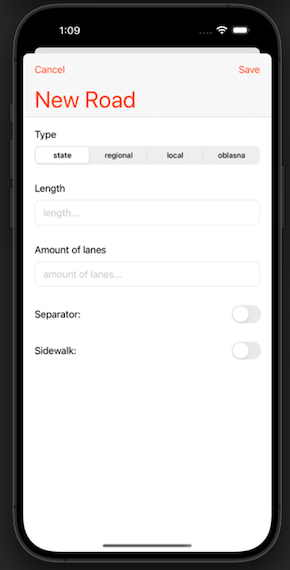 1:09
Cancel Save
New Road
Type
state regional local oblasna
Length
length...
Amount of lanes
amount of lanes...
Separator:
Sidewalk: